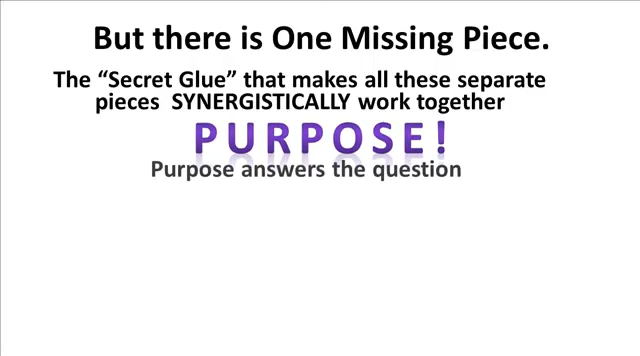 But there is One Missing Piece.
The “Secret Glue” that makes all these separate
pieces SYNERGISTICALLY work together
PURPOSE!
Purpose answers the question